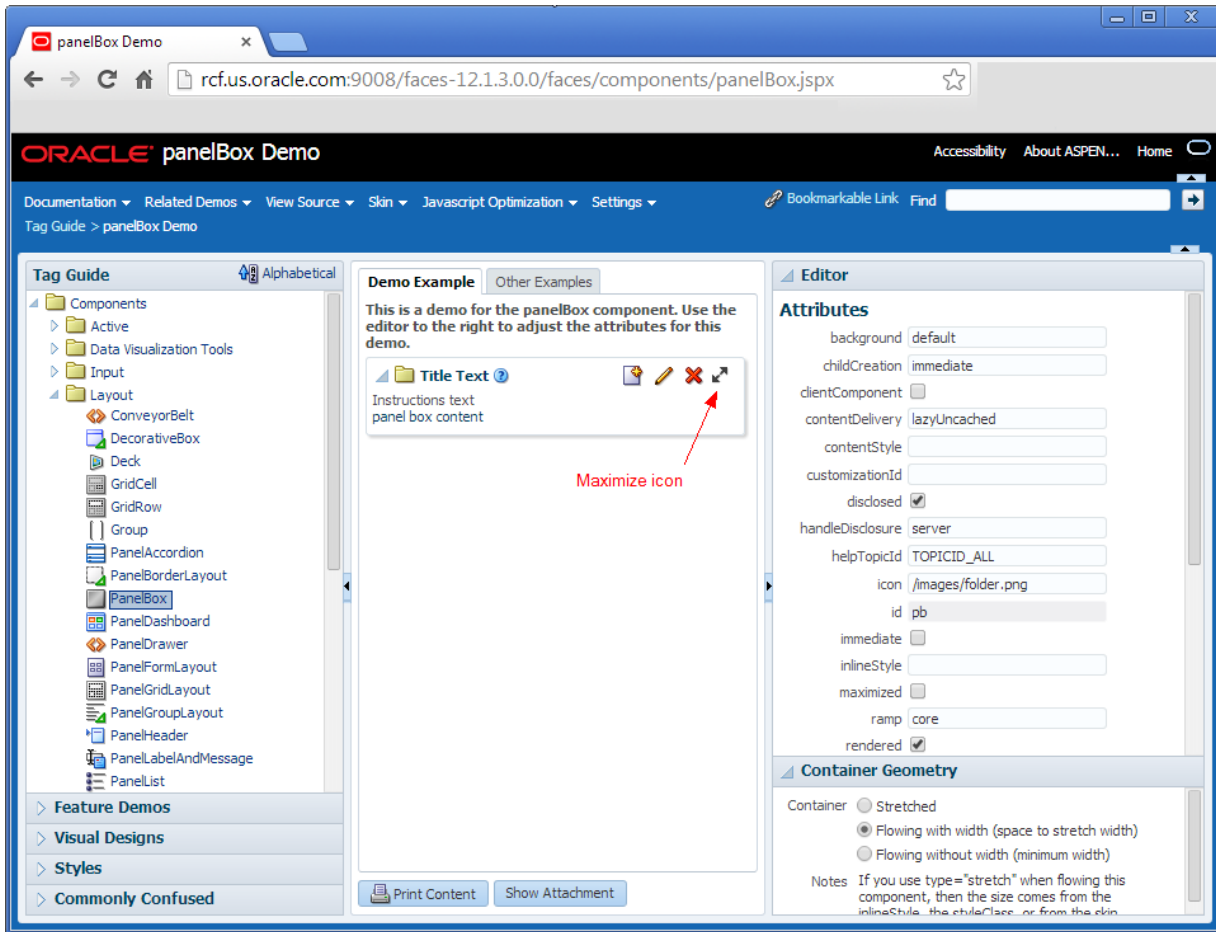 panelBox Demo
rcf.us.oracle.com:9008/faces-12.1.3.0.0/faces/components/panelBox.jspx
ORACLE panelBox Demo
Accessibility About ASPEN... Home
Documentation Related Demos View Source Skin Javascript Optimization Settings
Bookmarkable Link Find
Tag Guide > panelBox Demo
Tag Guide Alphabetical
Components
Active
Data Visualization Tools
Input
Layout
ConveyorBelt
DecorativeBox
Deck
GridCell
GridRow
Group
PanelAccordion
PanelBorderLayout
PanelBox
PanelDashboard
PanelDrawer
PanelFormLayout
PanelGridLayout
PanelGroupLayout
PanelHeader
PanelLabelAndMessage
PanelList
Feature Demos
Visual Designs
Styles
Commonly Confused
Demo Example Other Examples
This is a demo for the panelBox component. Use the
editor to the right to adjust the attributes for this
demo.
Title Text
Instructions text
panel box content
Maximize icon
Print Content Show Attachment
Editor
Attributes
background default
childCreation immediate
clientComponent
contentDelivery lazyUncached
contentStyle
customizationId
disclosed
handleDisclosure server
helpTopicId TOPICID_ALL
icon /images/folder.png
id pb
immediate
inlineStyle
maximized
ramp core
rendered
Container Geometry
Container Stretched
Flowing with width (space to stretch width)
Flowing without width (minimum width)
Notes If you use type="stretch" when flowing this
component, then the size comes from the
inlineStyle, the styleClass, or from the skin